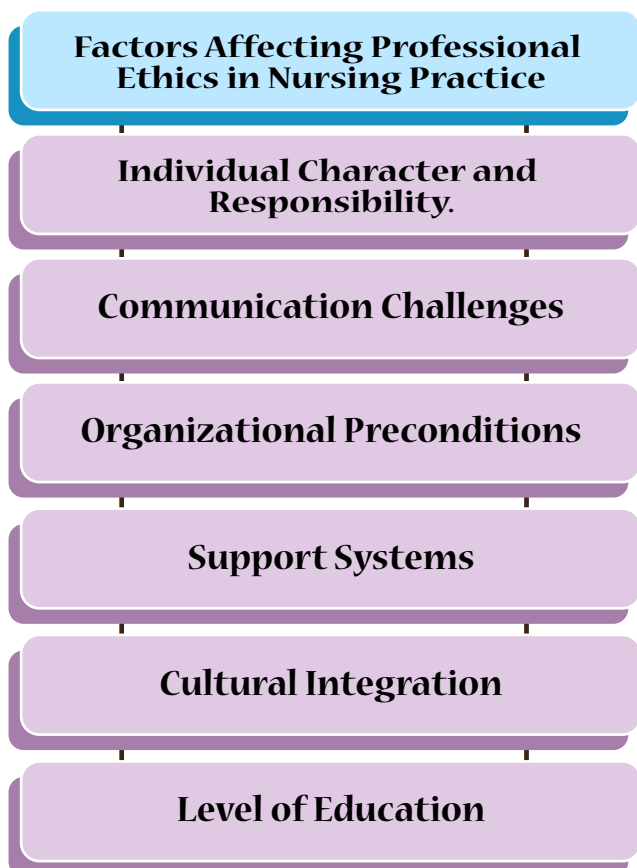 Factors Affecting Professional
Ethics in Nursing Practice
Individual Character and
Responsibility.
Communication Challenges
Organizational Preconditions
Support Systems
Cultural Integration
Level of Education